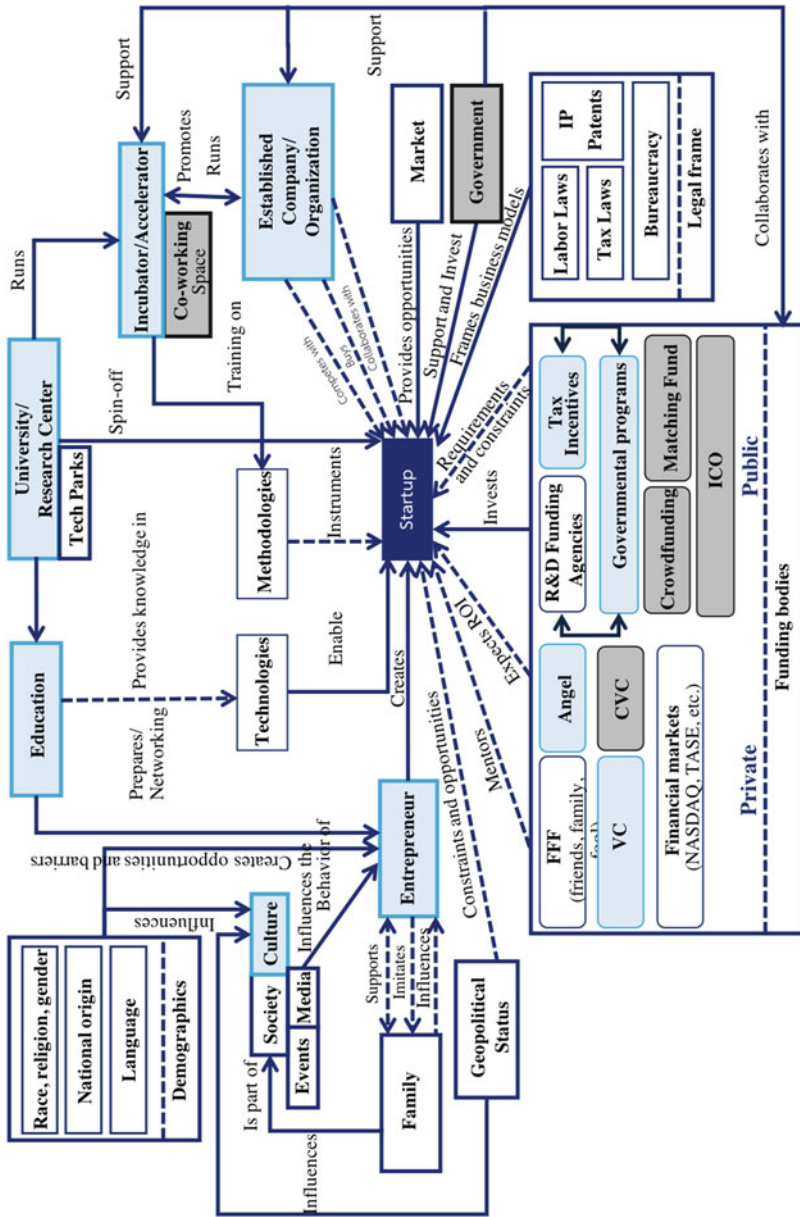 Race, religion, gender
National origin
Language
Demographics
Influences
Creates opportunities and barriers
Education
Prepares/
Networking
Provides knowledge in
University/
Research Center
Tech Parks
Runs
Spin-off
Incubator/Accelerator
Co-working
Space
Training on
Promotes
Runs
Support
Established
Company/
Organization
Support
Is part of
Influences
Society
Culture
Events
Media
Influences the
Behavior of
Technologies
Enable
Methodologies
Instruments
Competes with
Buys
Collaborates with
Family
Supports
Imitates
Influences
Entrepreneur
Creates
Startup
Provides opportunities
Market
Support and Invest
Government
Frames business models
Influences
Geopolitical
Status
Constraints and opportunities
Mentors
Expects ROI
Invests
Requirements
and constraints
Labor Laws
Tax Laws
IP
Patents
Bureaucracy
Legal frame
Collaborates with
FFF
(friends, family,
Angel
R&D Funding
Agencies
Tax
Incentives
VC
CVC
Governmental programs
Financial markets
(NASDAQ, TASE, etc.)
Crowdfunding
Matching Fund
ICO
Private
Public
Funding bodies